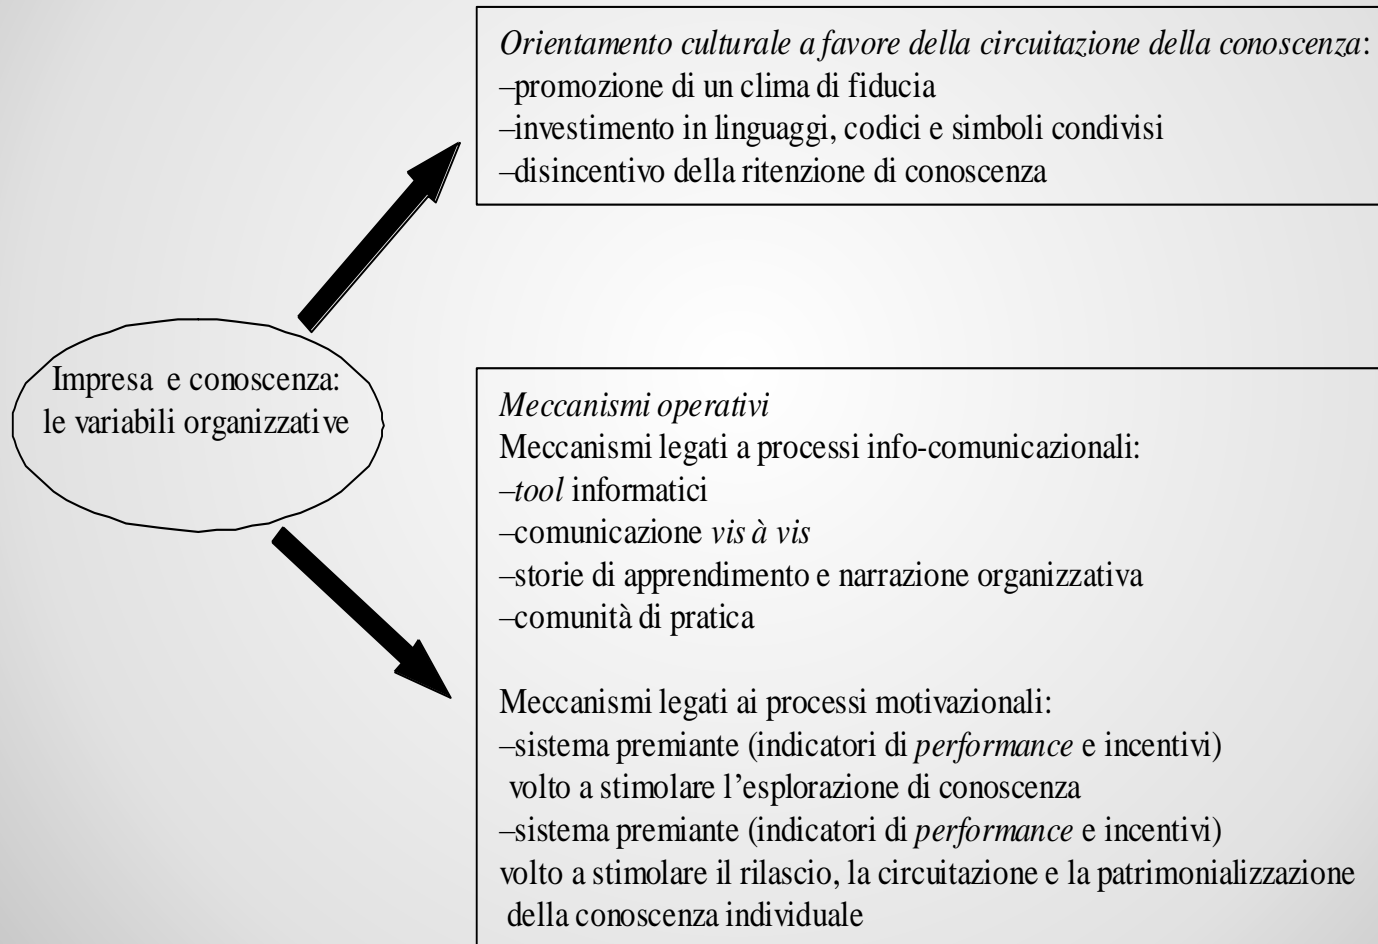 Orientamento culturale a favore della circuitazione della conoscenza:
–promozione di un clima di fiducia
–investimento in linguaggi, codici e simboli condivisi
–disincentivo della ritenzione di conoscenza
Impresa e conoscenza:
le variabili organizzative
Meccanismi operativi
Meccanismi legati a processi info-comunicazionali:
–tool informatici
–comunicazione vis à vis
–storie di apprendimento e narrazione organizzativa
–comunità di pratica
Meccanismi legati ai processi motivazionali:
–sistema premiante (indicatori di performance e incentivi)
volto a stimolare l’esplorazione di conoscenza
–sistema premiante (indicatori di performance e incentivi)
volto a stimolare il rilascio, la circuitazione e la patrimonializzazione
della conoscenza individuale